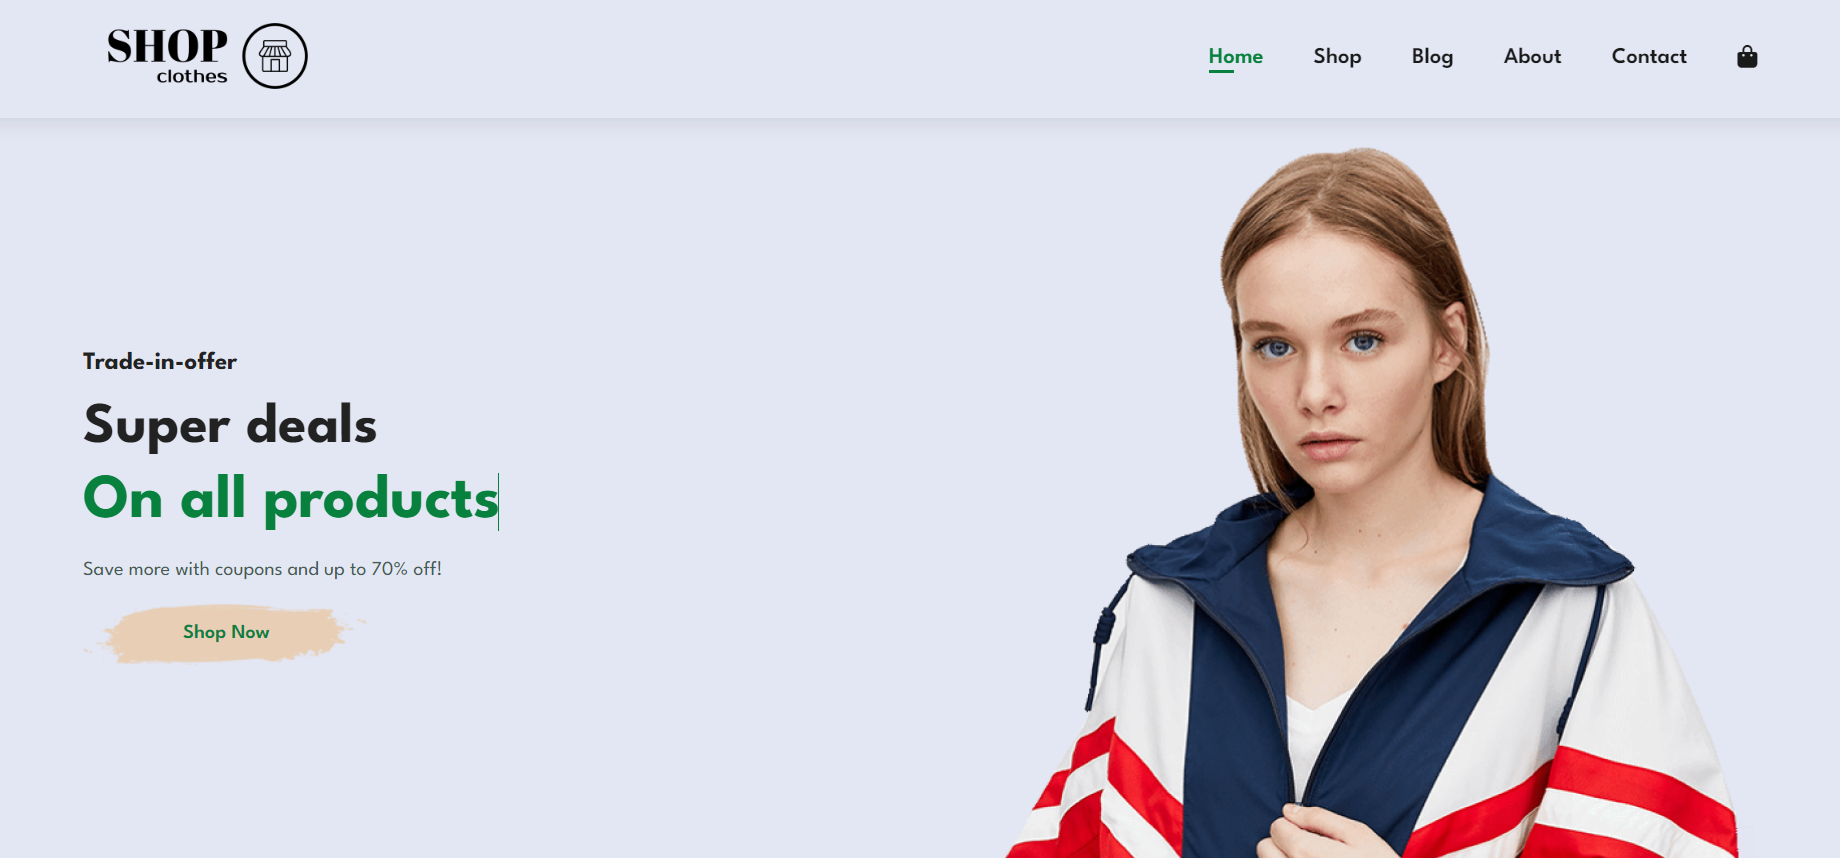 SHOP
clothes
Home Shop Blog About Contact
Trade-in-offer
Super deals
On all products
Save more with coupons and up to 70% off!
Shop Now